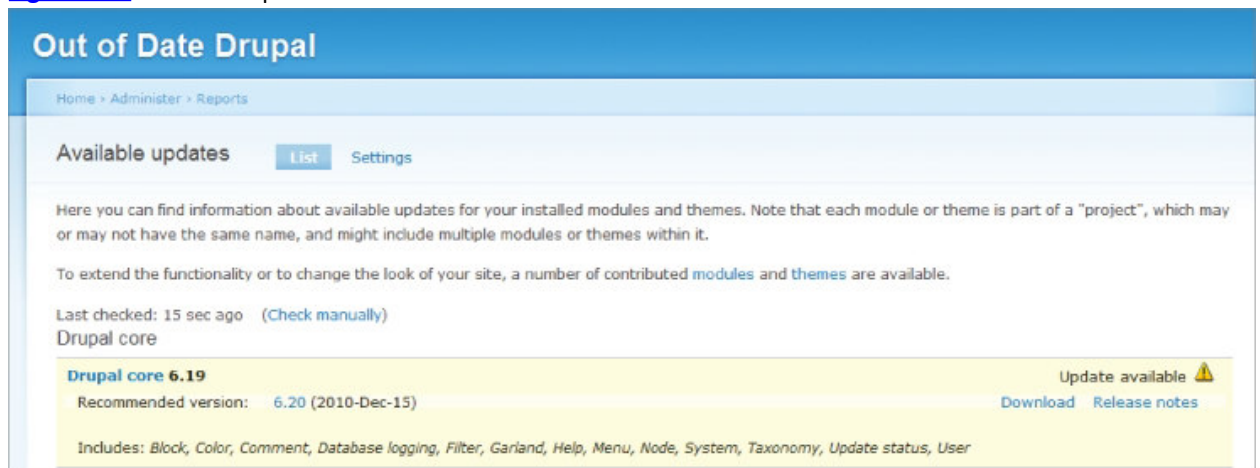 Out of Date Drupal
Home › Administer › Reports
Available updates List Settings
Here you can find information about available updates for your installed modules and themes. Note that each module or theme is part of a "project", which may
or may not have the same name, and might include multiple modules or themes within it.
To extend the functionality or to change the look of your site, a number of contributed modules and themes are available.
Last checked: 15 sec ago (Check manually)
Drupal core
Drupal core 6.19 Update available
Recommended version: 6.20 (2010-Dec-15) Download Release notes
Includes: Block, Color, Comment, Database logging, Filter, Garland, Help, Menu, Node, System, Taxonomy, Update status, User